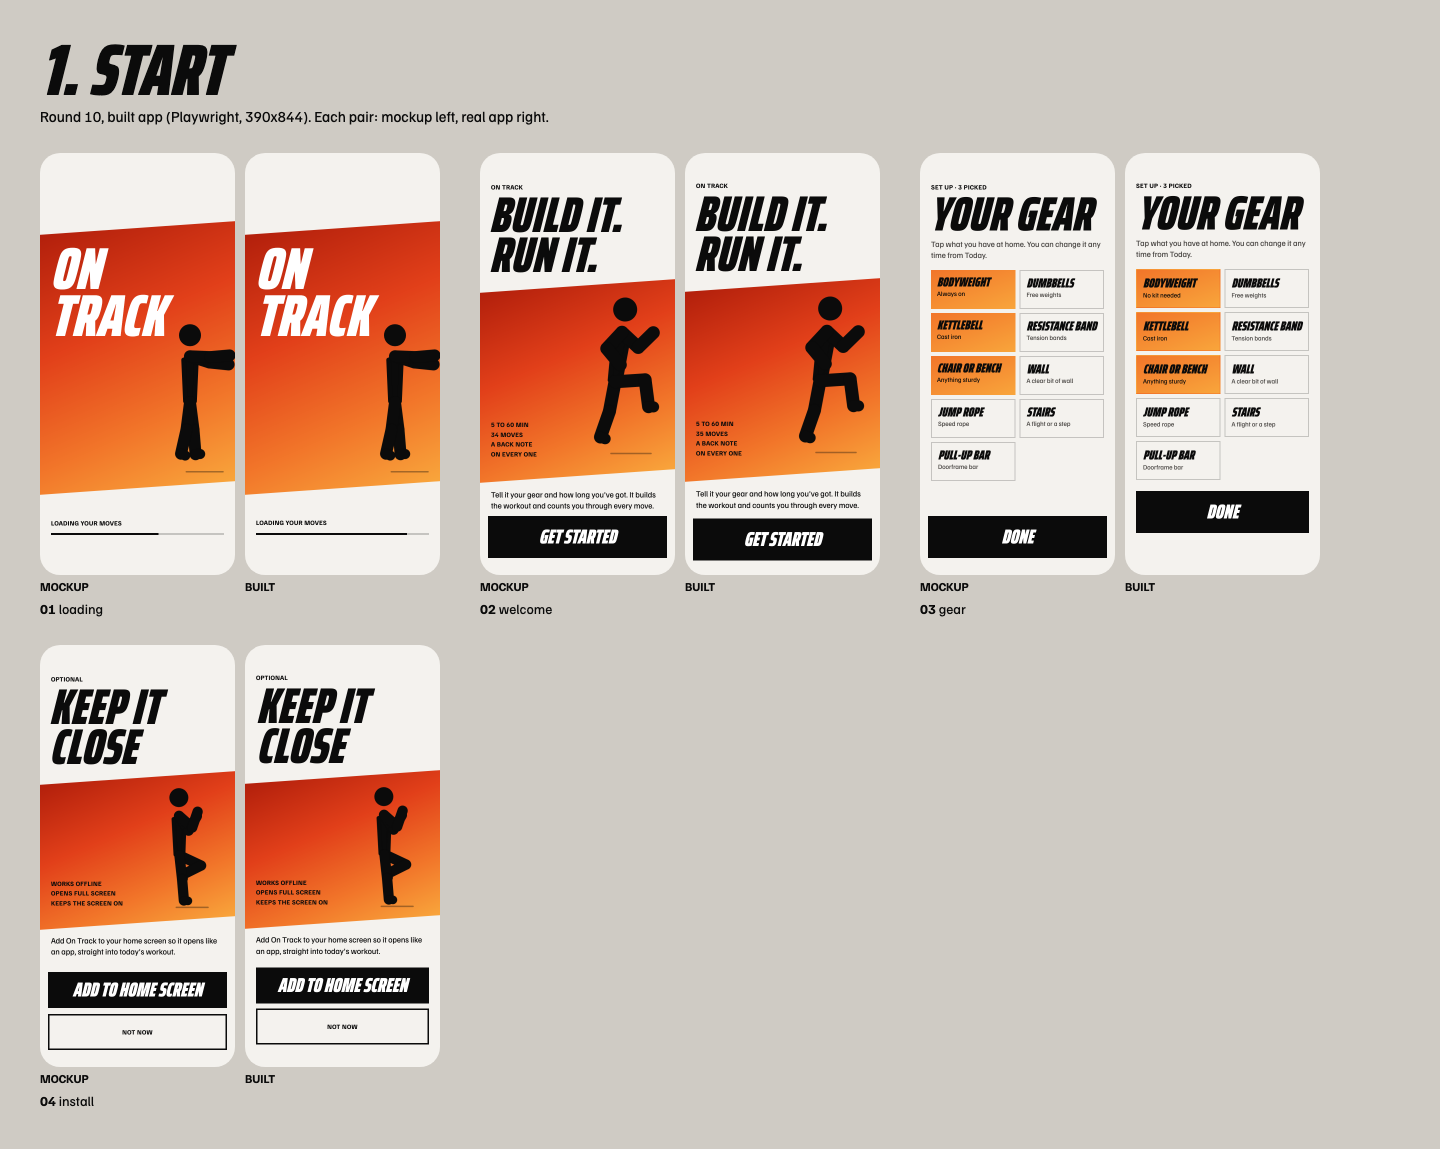 1. START
Round 10, built app (Playwright, 390x844). Each pair: mockup left, real app right.
ON
TRACK
LOADING YOUR MOVES
MOCKUP
ON
TRACK
LOADING YOUR MOVES
BUILT
01 loading
ON TRACK
BUILD IT.
RUN IT.
5 TO 60 MIN
34 MOVES
A BACK NOTE
ON EVERY ONE
Tell it your gear and how long you've got. It builds
the workout and counts you through every move.
GET STARTED
MOCKUP
ON TRACK
BUILD IT.
RUN IT.
5 TO 60 MIN
35 MOVES
A BACK NOTE
ON EVERY ONE
Tell it your gear and how long you've got. It builds
the workout and counts you through every move.
GET STARTED
BUILT
02 welcome
SET UP · 3 PICKED
YOUR GEAR
Tap what you have at home. You can change it any
time from Today.
BODYWEIGHT
Always on
DUMBBELLS
Free weights
KETTLEBELL
Cast iron
RESISTANCE BAND
Tension bands
CHAIR OR BENCH
Anything sturdy
WALL
A clear bit of wall
JUMP ROPE
Speed rope
STAIRS
A flight or a step
PULL-UP BAR
Doorframe bar
DONE
MOCKUP
SET UP · 3 PICKED
YOUR GEAR
Tap what you have at home. You can change it any
time from Today.
BODYWEIGHT
No kit needed
DUMBBELLS
Free weights
KETTLEBELL
Cast iron
RESISTANCE BAND
Tension bands
CHAIR OR BENCH
Anything sturdy
WALL
A clear bit of wall
JUMP ROPE
Speed rope
STAIRS
A flight or a step
PULL-UP BAR
Doorframe bar
DONE
BUILT
03 gear
OPTIONAL
KEEP IT
CLOSE
WORKS OFFLINE
OPENS FULL SCREEN
KEEPS THE SCREEN ON
Add On Track to your home screen so it opens like
an app, straight into today's workout.
ADD TO HOME SCREEN
NOT NOW
MOCKUP
OPTIONAL
KEEP IT
CLOSE
WORKS OFFLINE
OPENS FULL SCREEN
KEEPS THE SCREEN ON
Add On Track to your home screen so it opens like
an app, straight into today's workout.
ADD TO HOME SCREEN
NOT NOW
BUILT
04 install